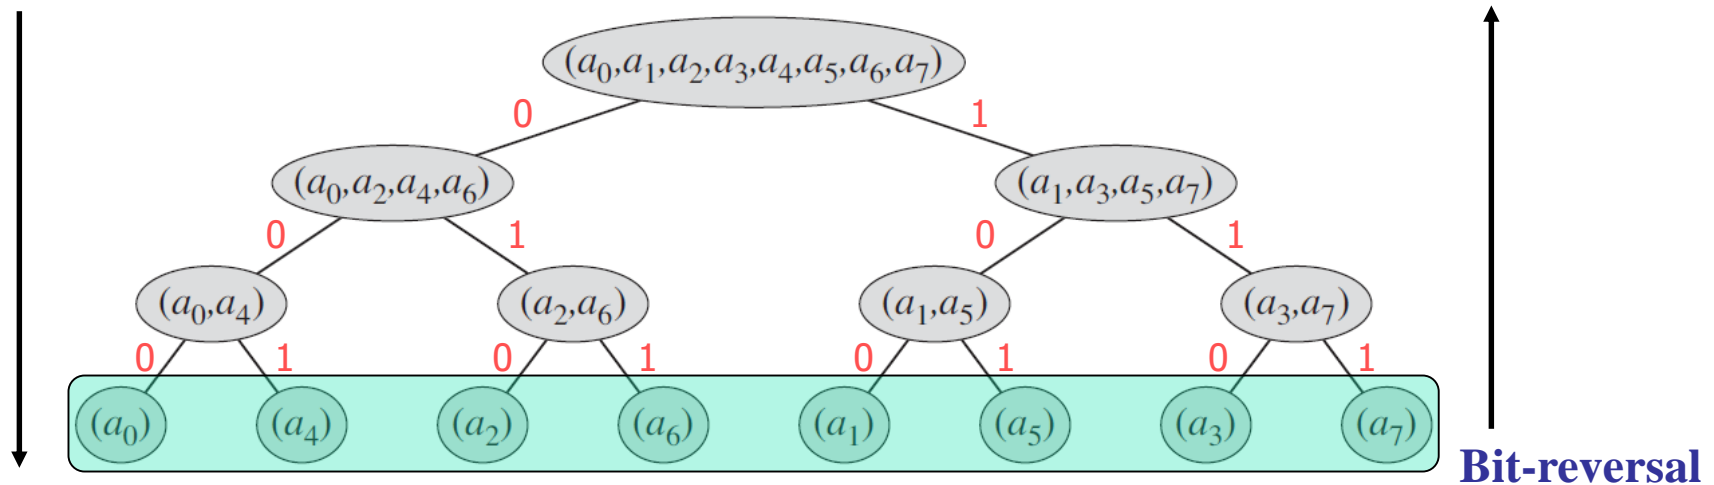 (a0,a1,a2,a3,a4,a5,a6,a7)
0 1
(a0,a2,a4,a6) (a1,a3,a5,a7)
0 1 0 1
(a0,a4) (a2,a6) (a1,a5) (a3,a7)
0 1 0 1 0 1 0 1
(a0) (a4) (a2) (a6) (a1) (a5) (a3) (a7)
Bit-reversal